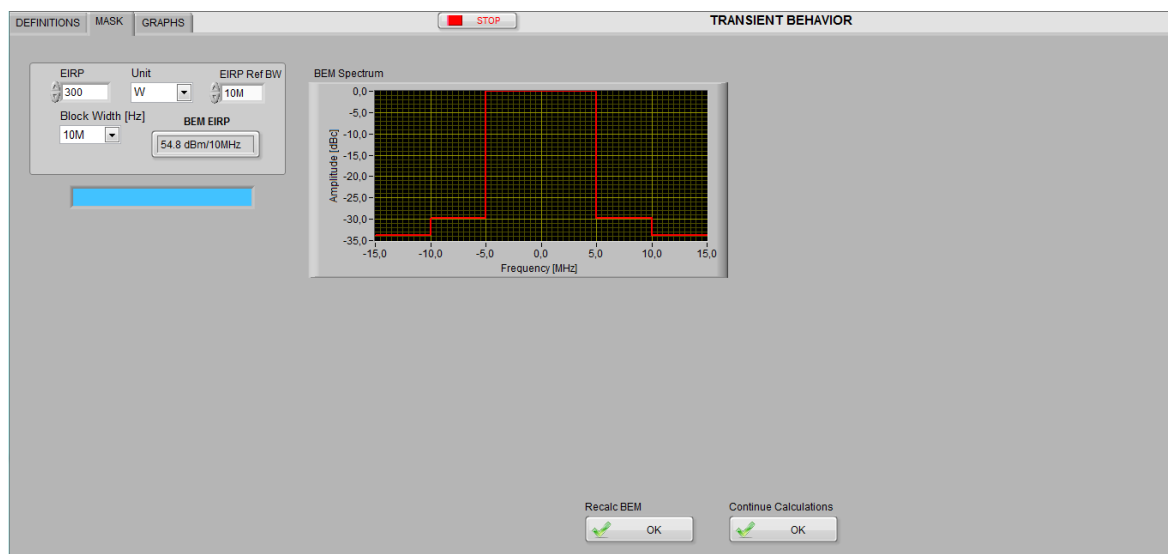 DEFINITIONS MASK GRAPHS STOP TRANSIENT BEHAVIOR
EIRP Unit EIRP Ref BW
300 W 10M
Block Width [Hz] BEM EIRP
10M 54.8 dBm/10MHz
BEM Spectrum
Amplitude [dBc]
0,0
-5,0
-10,0
-15,0
-20,0
-25,0
-30,0
-35,0
-15,0 -10,0 -5,0 0,0 5,0 10,0 15,0
Frequency [MHz]
Recalc BEM Continue Calculations
OK OK